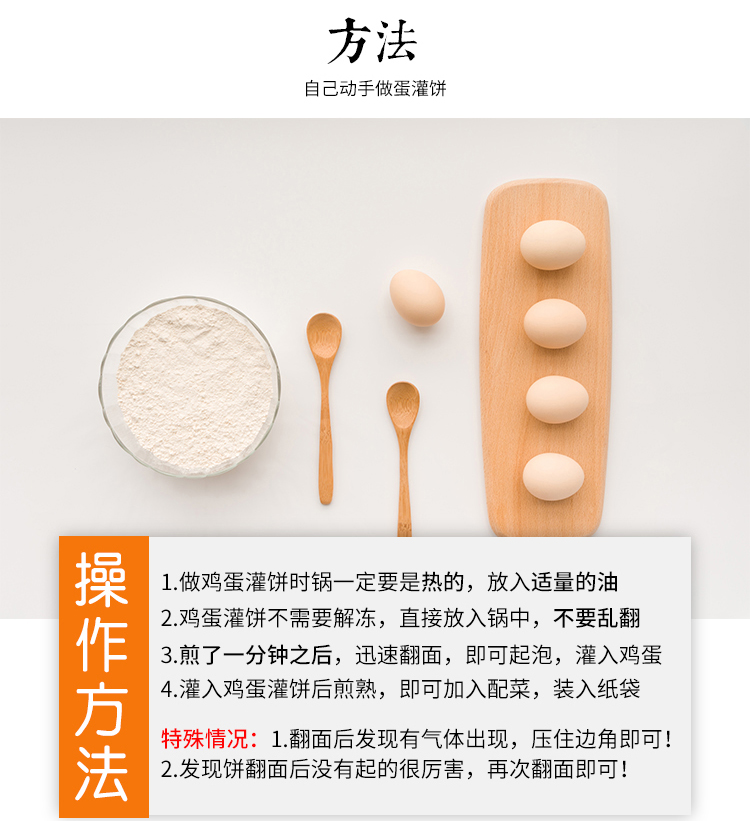 方法
自己动手做蛋灌饼
操作方法
1.做鸡蛋灌饼时锅一定要是热的，放入适量的油
2.鸡蛋灌饼不需要解冻，直接放入锅中，不要乱翻
3.煎了一分钟之后，迅速翻面，即可起泡，灌入鸡蛋
4.灌入鸡蛋灌饼后煎熟，即可加入配菜，装入纸袋
特殊情况：1.翻面后发现有气体出现，压住边角即可！
2.发现饼翻面后没有起的很厉害，再次翻面即可！